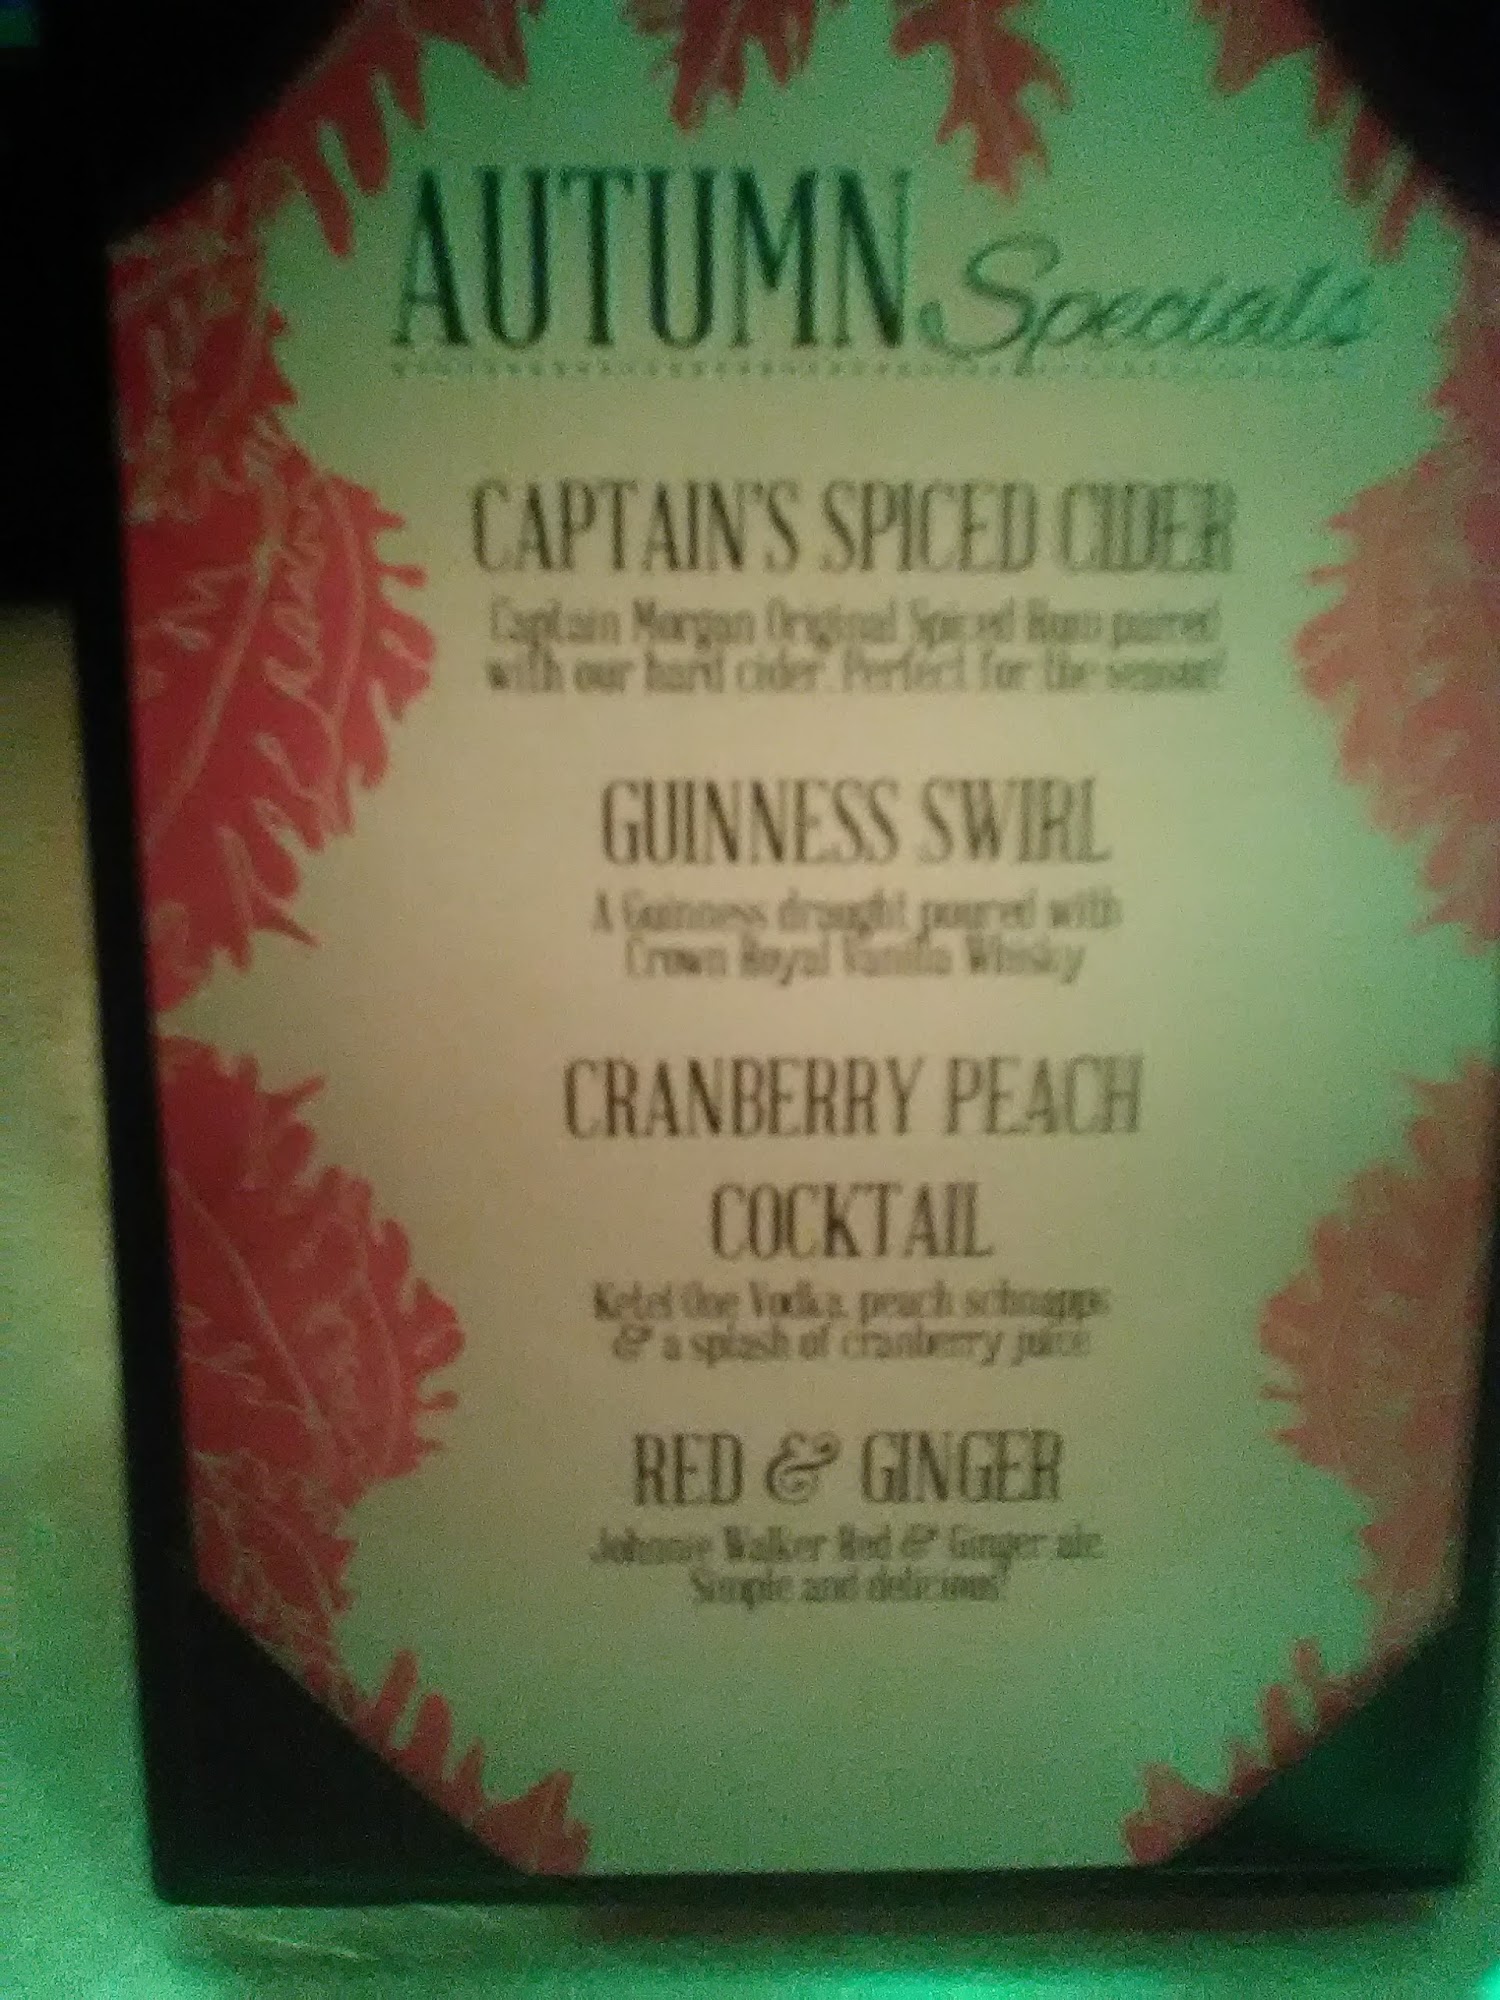 AUTUMN Specials
CAPTAIN'S SPICED CIDER
Captain Morgan Original Spiced Rum paired
with our hard cider. Perfect for the season!
GUINNESS SWIRL
A Guinness draught poured with
Crown Royal Vanilla Whisky
CRANBERRY PEACH
COCKTAIL
Ketel One Vodka, peach schnapps
& a splash of cranberry juice
RED & GINGER
Johnnie Walker Red & Ginger ale.
Simple and delicious!